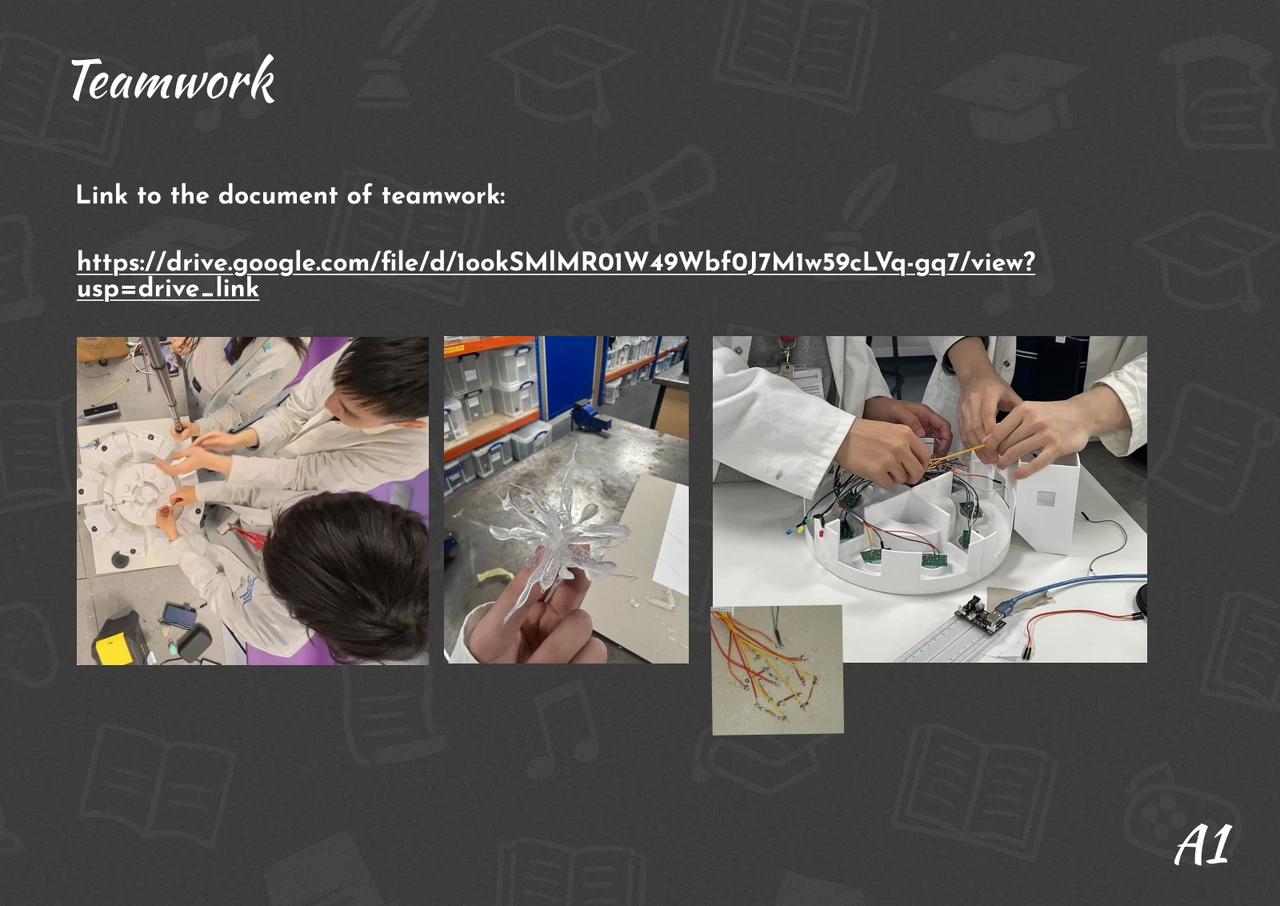 Teamwork
Link to the document of teamwork:
https://drive.google.com/file/d/1ookSMlMR01W49Wbf0J7M1w59cLVq-gq7/view?
usp=drive_link
A1